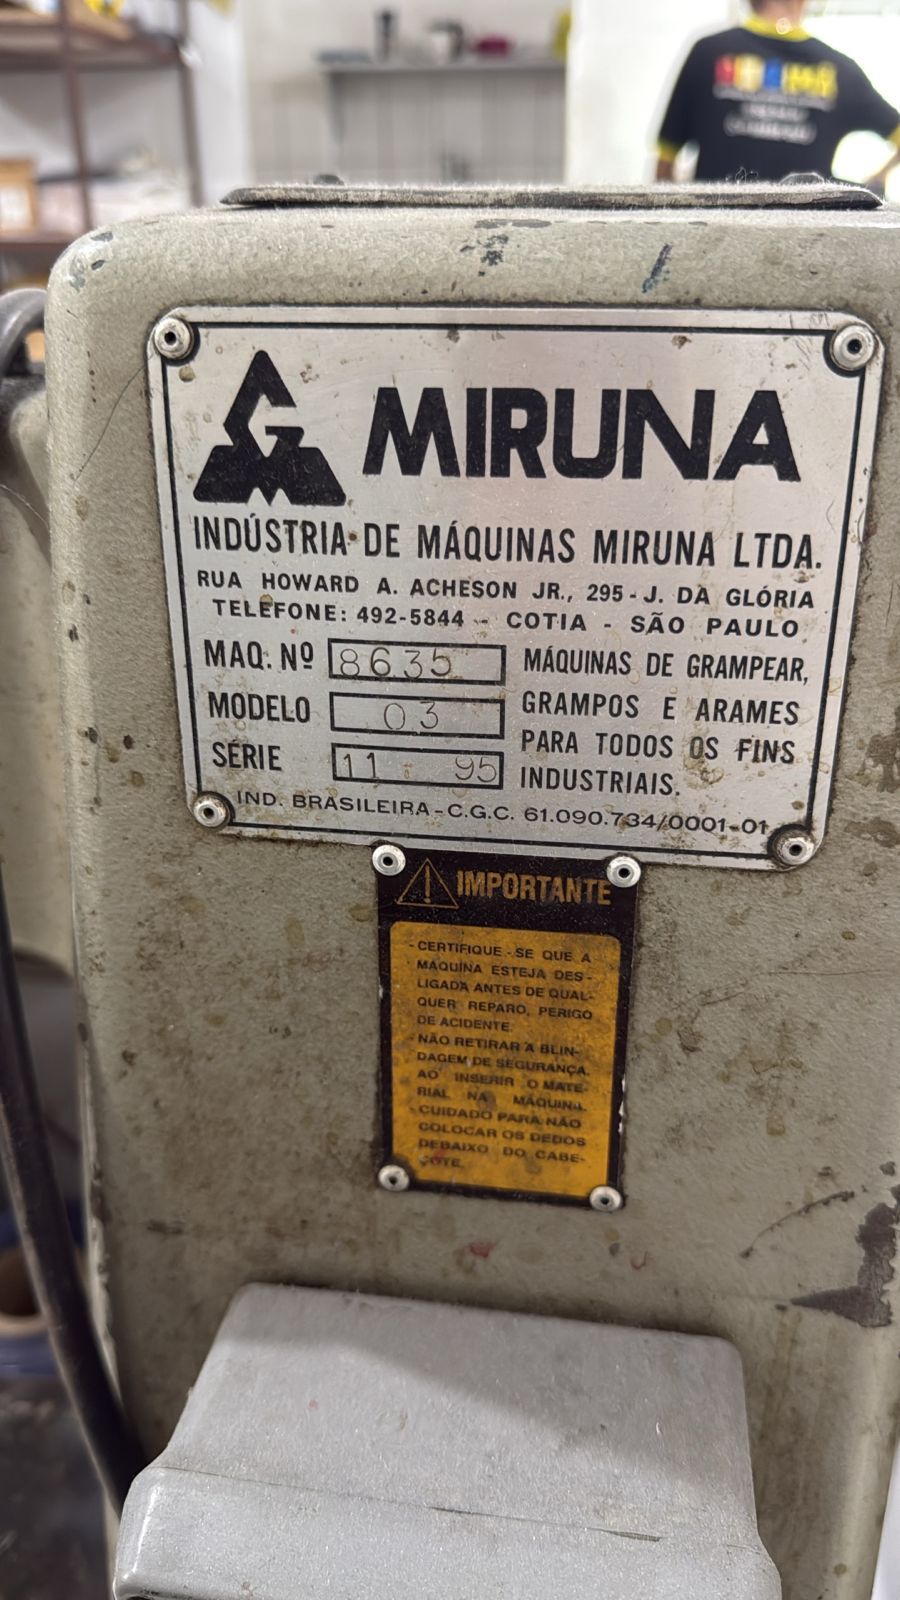 MIRUNA
INDÚSTRIA DE MÁQUINAS MIRUNA LTDA.
RUA HOWARD A. ACHESON JR., 295 - J. DA GLÓRIA
TELEFONE: 492-5844 - COTIA - SÃO PAULO
MAQ. Nº 8635
MODELO 03
SÉRIE 11 95
MÁQUINAS DE GRAMPEAR,
GRAMPOS E ARAMES
PARA TODOS OS FINS
INDUSTRIAIS.
IND. BRASILEIRA - C.G.C. 61.090.734/0001-01
IMPORTANTE
- CERTIFIQUE-SE QUE A
MÁQUINA ESTEJA DES-
LIGADA ANTES DE QUAL-
QUER REPARO, PERIGO
DE ACIDENTE.
- NÃO RETIRAR A BLIN-
DAGEM DE SEGURANÇA
AO INSERIR O MATE-
RIAL NA MÁQUINA.
- CUIDADO PARA NÃO
COLOCAR OS DEDOS
DEBAIXO DO CABE-
ÇOTE.